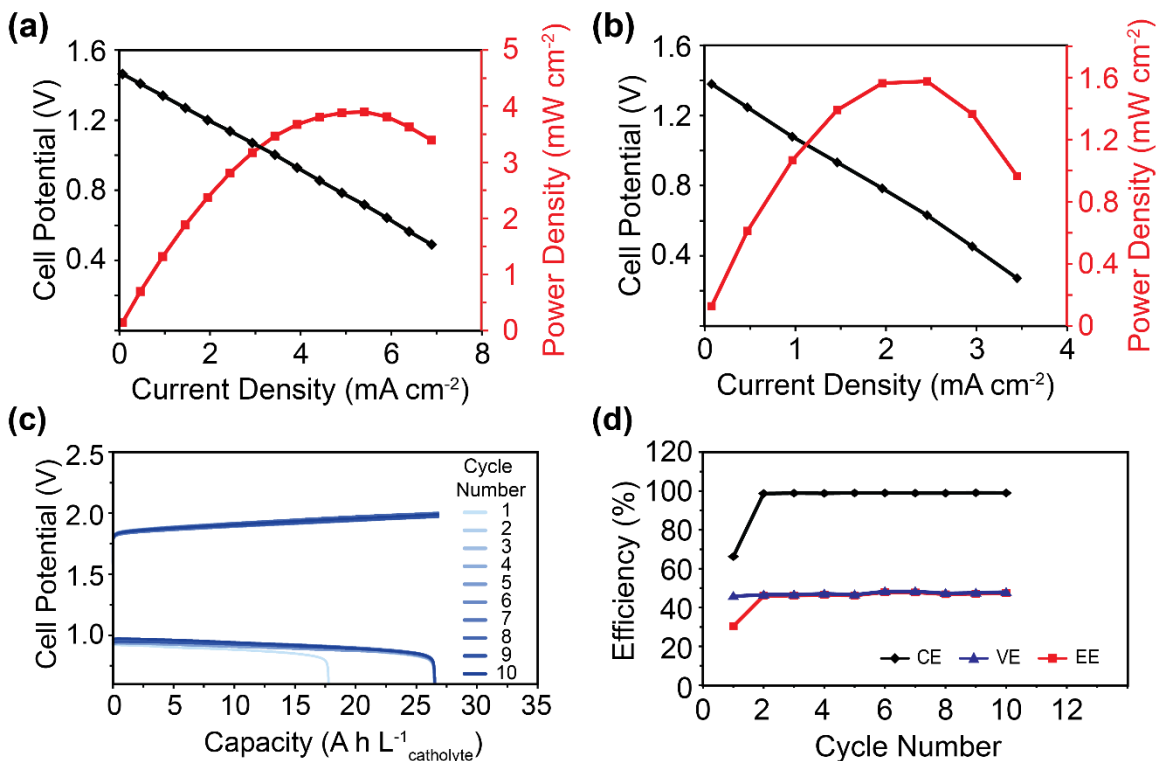 (a)
1.6
1.2
0.8
0.4
Cell Potential (V)
5
4
3
2
1
0
Power Density (mW cm⁻²)
0 2 4 6 8
Current Density (mA cm⁻²)
(b)
1.6
1.2
0.8
0.4
Cell Potential (V)
1.6
1.2
0.8
0.4
0
Power Density (mW cm⁻²)
0 1 2 3 4
Current Density (mA cm⁻²)
(c)
2.5
2.0
1.0
Cell Potential (V)
Cycle
Number
1
2
3
4
5
6
7
8
9
10
0 5 10 15 20 25 30 35
Capacity (A h L⁻¹catholyte)
(d)
120
100
80
60
40
20
0
Efficiency (%)
CE VE EE
0 2 4 6 8 10 12
Cycle Number